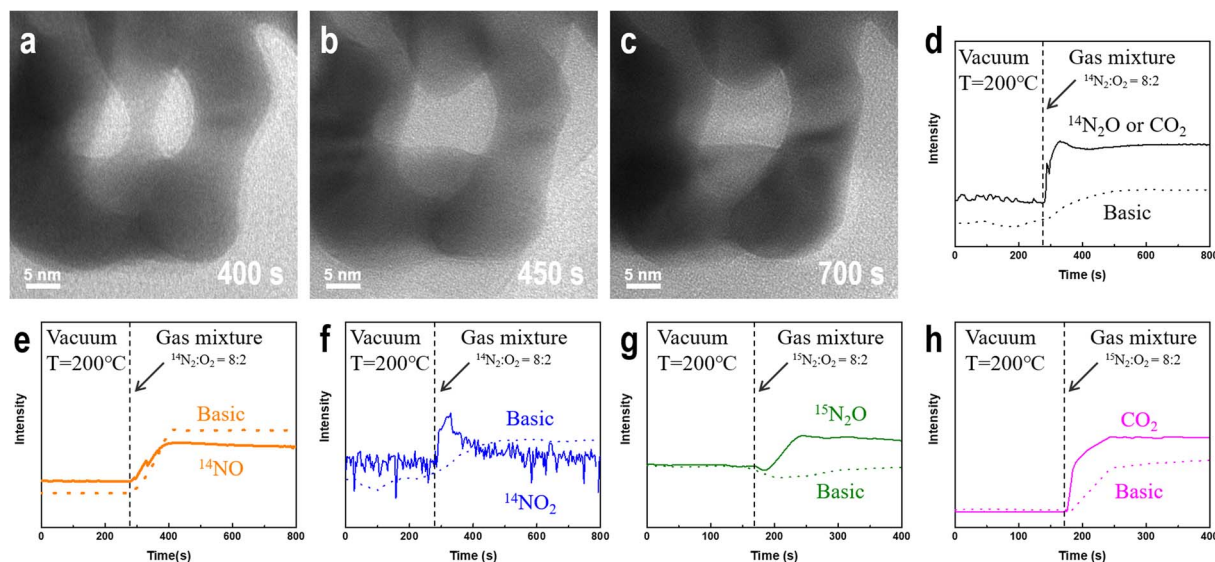 a
5 nm
400 s
b
5 nm
450 s
c
5 nm
700 s
d
Vacuum
T=200℃
Gas mixture
¹⁴N₂:O₂ = 8:2
¹⁴N₂O or CO₂
Basic
Intensity
0 200 400 600 800
Time (s)
e
Vacuum
T=200℃
Gas mixture
¹⁴N₂:O₂ = 8:2
Basic
¹⁴NO
Intensity
0 200 400 600 800
Time(s)
f
Vacuum
T=200℃
Gas mixture
¹⁴N₂:O₂ = 8:2
Basic
¹⁴NO₂
Intensity
0 200 400 600 800
Time (s)
g
Vacuum
T=200℃
Gas mixture
¹⁵N₂:O₂ = 8:2
¹⁵N₂O
Basic
Intensity
0 100 200 300 400
Time (s)
h
Vacuum
T=200℃
Gas mixture
¹⁵N₂:O₂ = 8:2
CO₂
Basic
Intensity
0 100 200 300 400
Time (s)